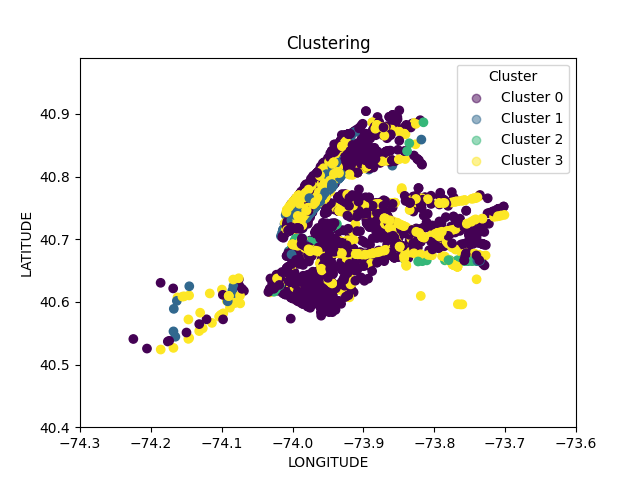 Clustering
Cluster
Cluster 0
Cluster 1
Cluster 2
Cluster 3
LATITUDE
40.9
40.8
40.7
40.6
40.5
40.4
−74.3 −74.2 −74.1 −74.0 −73.9 −73.8 −73.7 −73.6
LONGITUDE